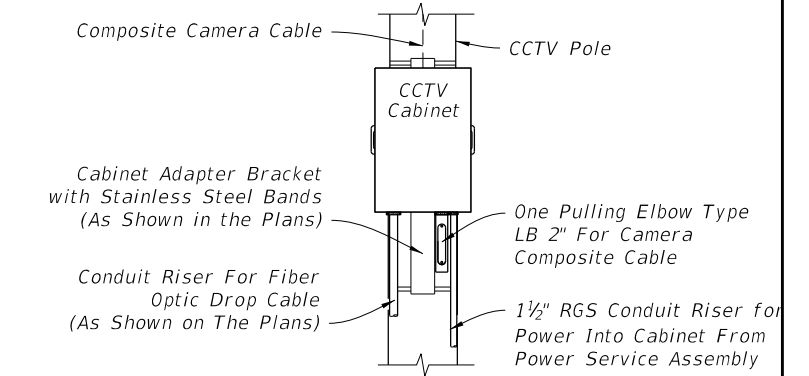 Composite Camera Cable
CCTV Pole
CCTV
Cabinet
Cabinet Adapter Bracket
with Stainless Steel Bands
(As Shown in the Plans)
One Pulling Elbow Type
LB 2" For Camera
Composite Cable
Conduit Riser For Fiber
Optic Drop Cable
(As Shown on The Plans)
1½" RGS Conduit Riser for
Power Into Cabinet From
Power Service Assembly